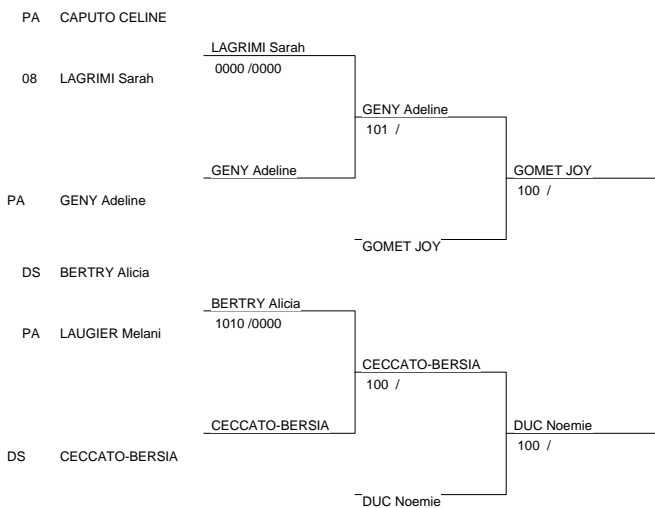 PA CAPUTO CELINE
LAGRIMI Sarah
0000 /0000
08 LAGRIMI Sarah
GENY Adeline
101 /
GENY Adeline
GOMET JOY
100 /
PA GENY Adeline
GOMET JOY
DS BERTRY Alicia
BERTRY Alicia
1010 /0000
PA LAUGIER Melani
CECCATO-BERSIA
100 /
CECCATO-BERSIA
DUC Noemie
100 /
DS CECCATO-BERSIA
DUC Noemie